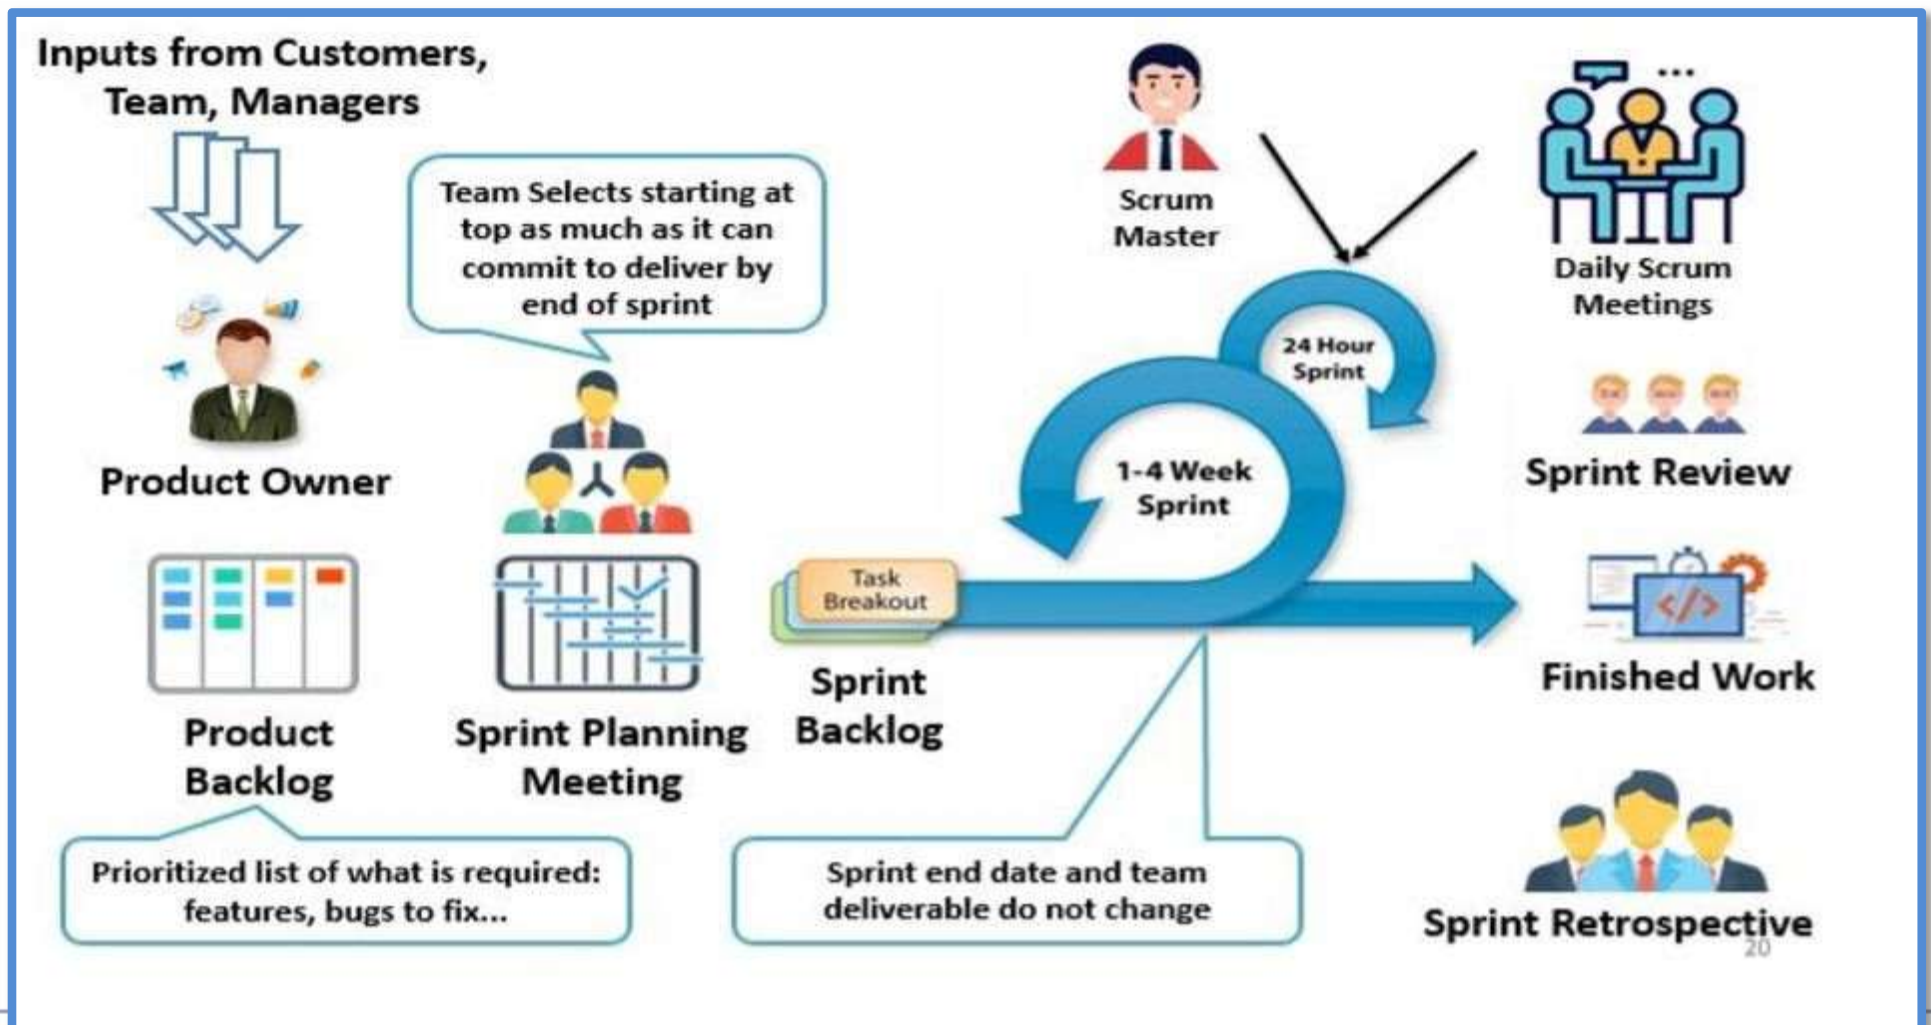 Inputs from Customers,
Team, Managers
Team Selects starting at
top as much as it can
commit to deliver by
end of sprint
Product Owner
Product
Backlog
Prioritized list of what is required:
features, bugs to fix...
Sprint Planning
Meeting
Task
Breakout
Sprint
Backlog
Sprint end date and team
deliverable do not change
1-4 Week
Sprint
24 Hour
Sprint
Scrum
Master
Daily Scrum
Meetings
Sprint Review
</>
Finished Work
Sprint Retrospective
20